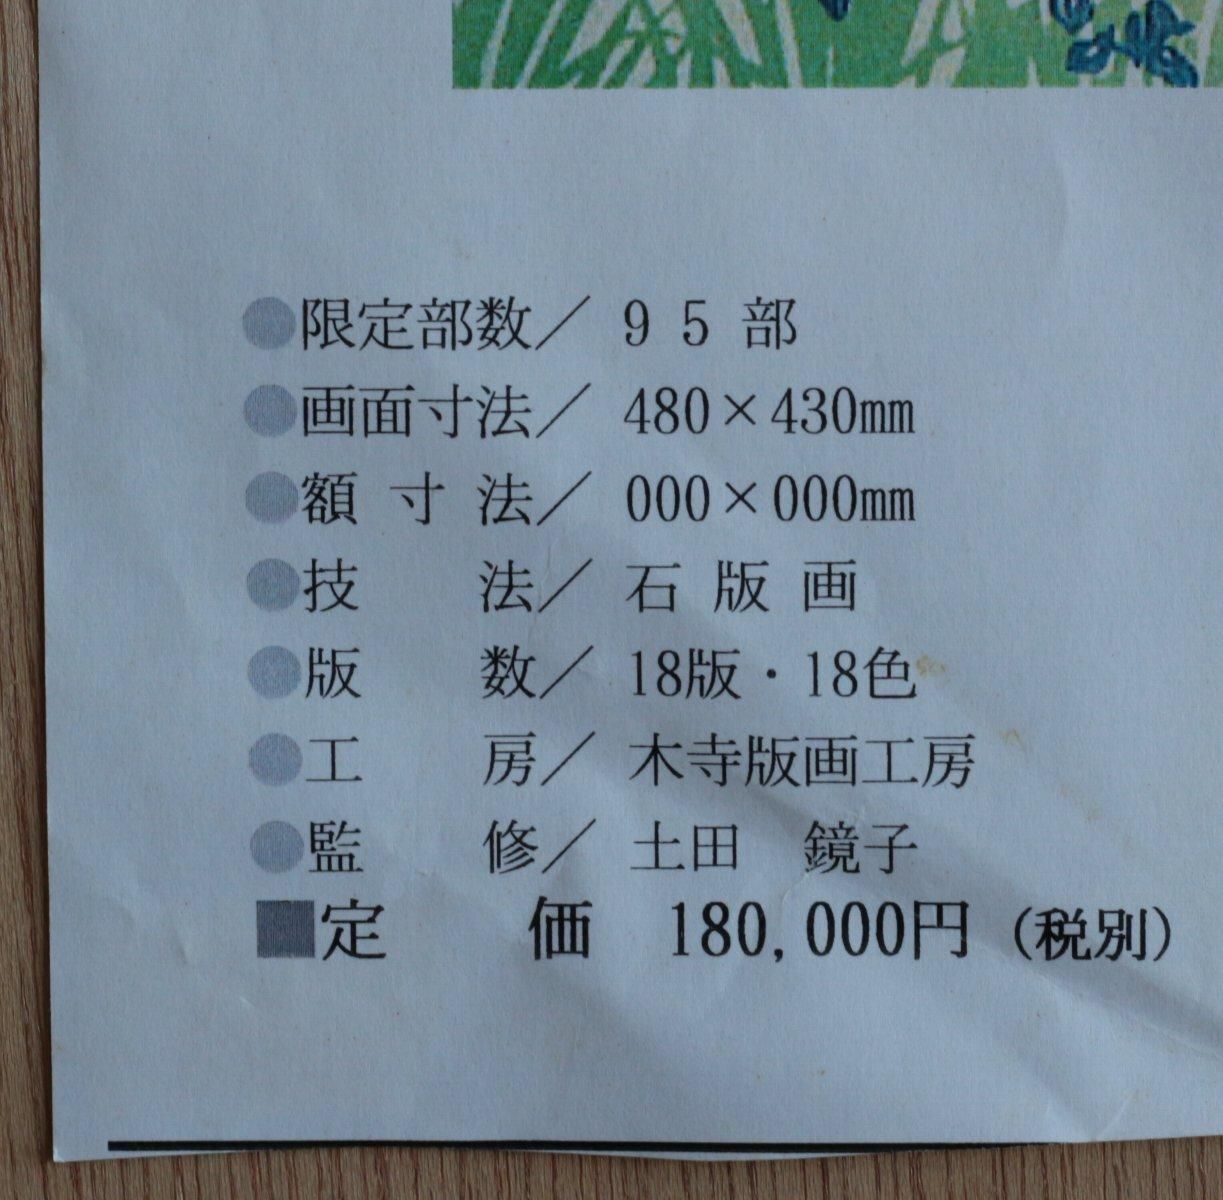 ●限定部数／ 95部
●画面寸法／ 480×430mm
●額寸法／ 000×000mm
●技法／ 石版画
●版数／ 18版・18色
●工房／ 木寺版画工房
●監修／ 土田 鏡子
■定価 180,000円（税別）